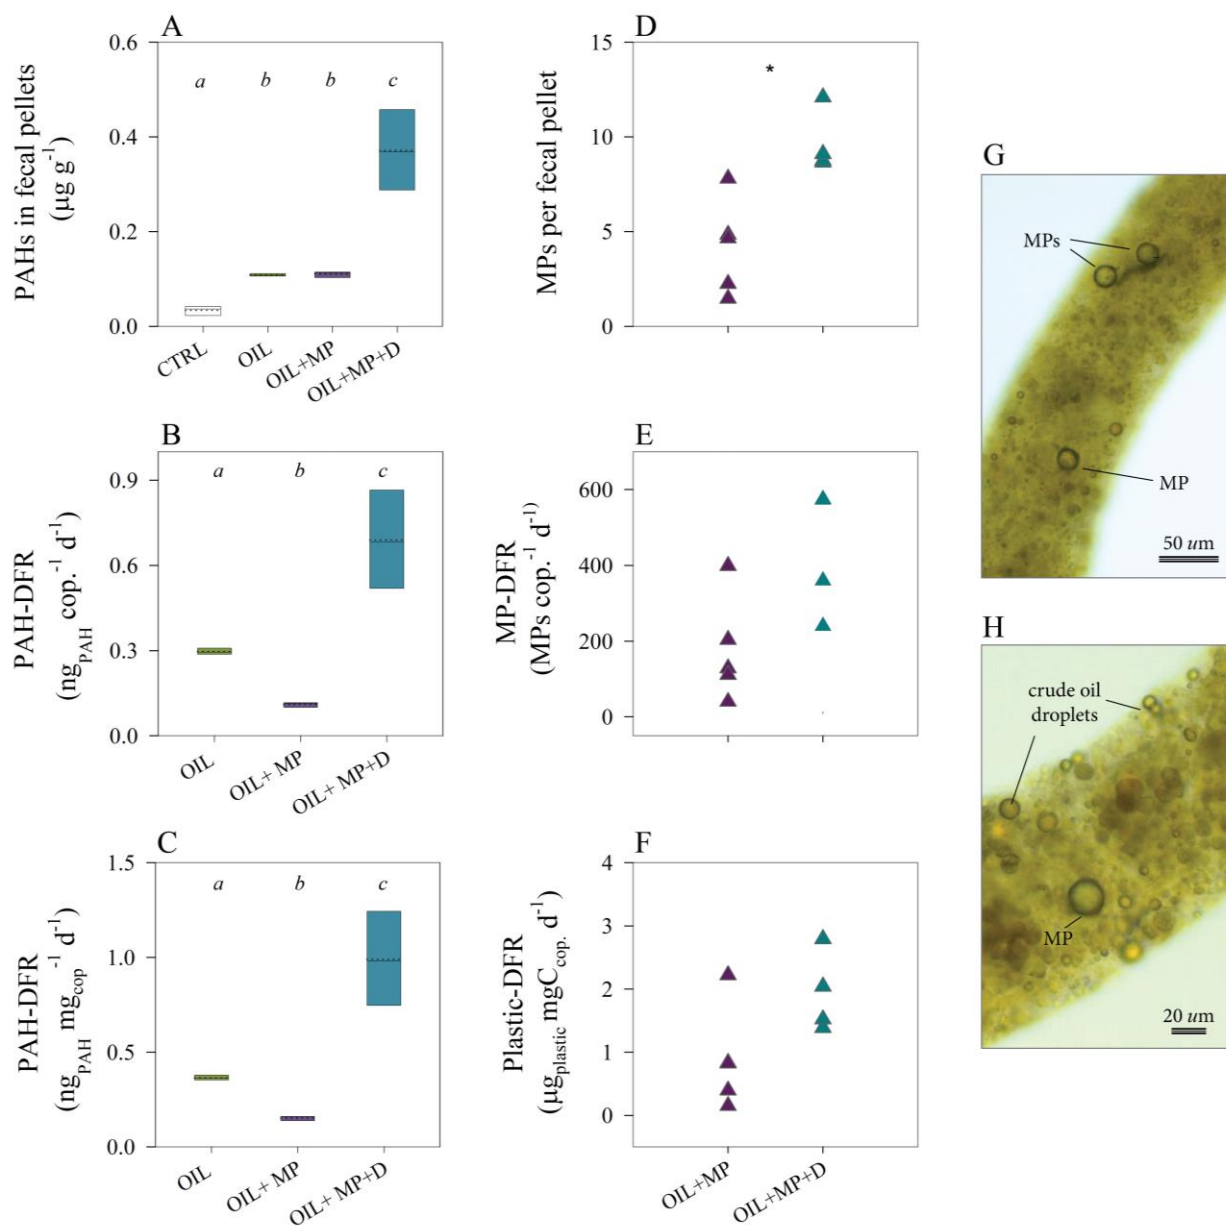 A
PAHs in fecal pellets
(µg g⁻¹)
0.6
0.4
0.2
0.0
a
b
b
c
CTRL
OIL
OIL+MP
OIL+MP+D
B
PAH-DFR
(ng_PAH cop.⁻¹ d⁻¹)
0.9
0.6
0.3
0.0
a
b
c
OIL
OIL+ MP
OIL+ MP+D
C
PAH-DFR
(ng_PAH mg_cop⁻¹ d⁻¹)
1.5
1.0
0.5
0.0
a
b
c
OIL
OIL+ MP
OIL+ MP+D
D
MPs per fecal pellet
15
10
5
0
*
E
MP-DFR
(MPs cop.⁻¹ d⁻¹⁾
600
400
200
0
F
Plastic-DFR
(µg_plastic mgC_cop. d⁻¹)
4
3
2
1
0
OIL+MP
OIL+MP+D
G
MPs
MP
50 um
H
crude oil
droplets
MP
20 um